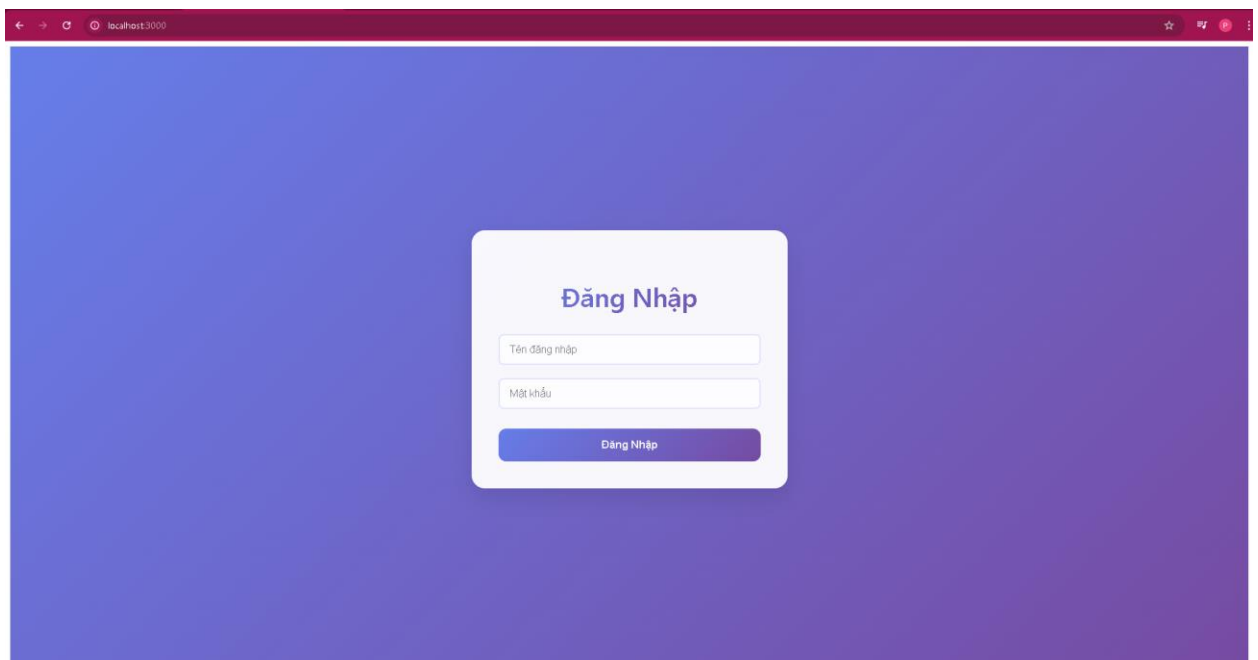 localhost:3000
Đăng Nhập
Tên đăng nhập
Mật khẩu
Đăng Nhập